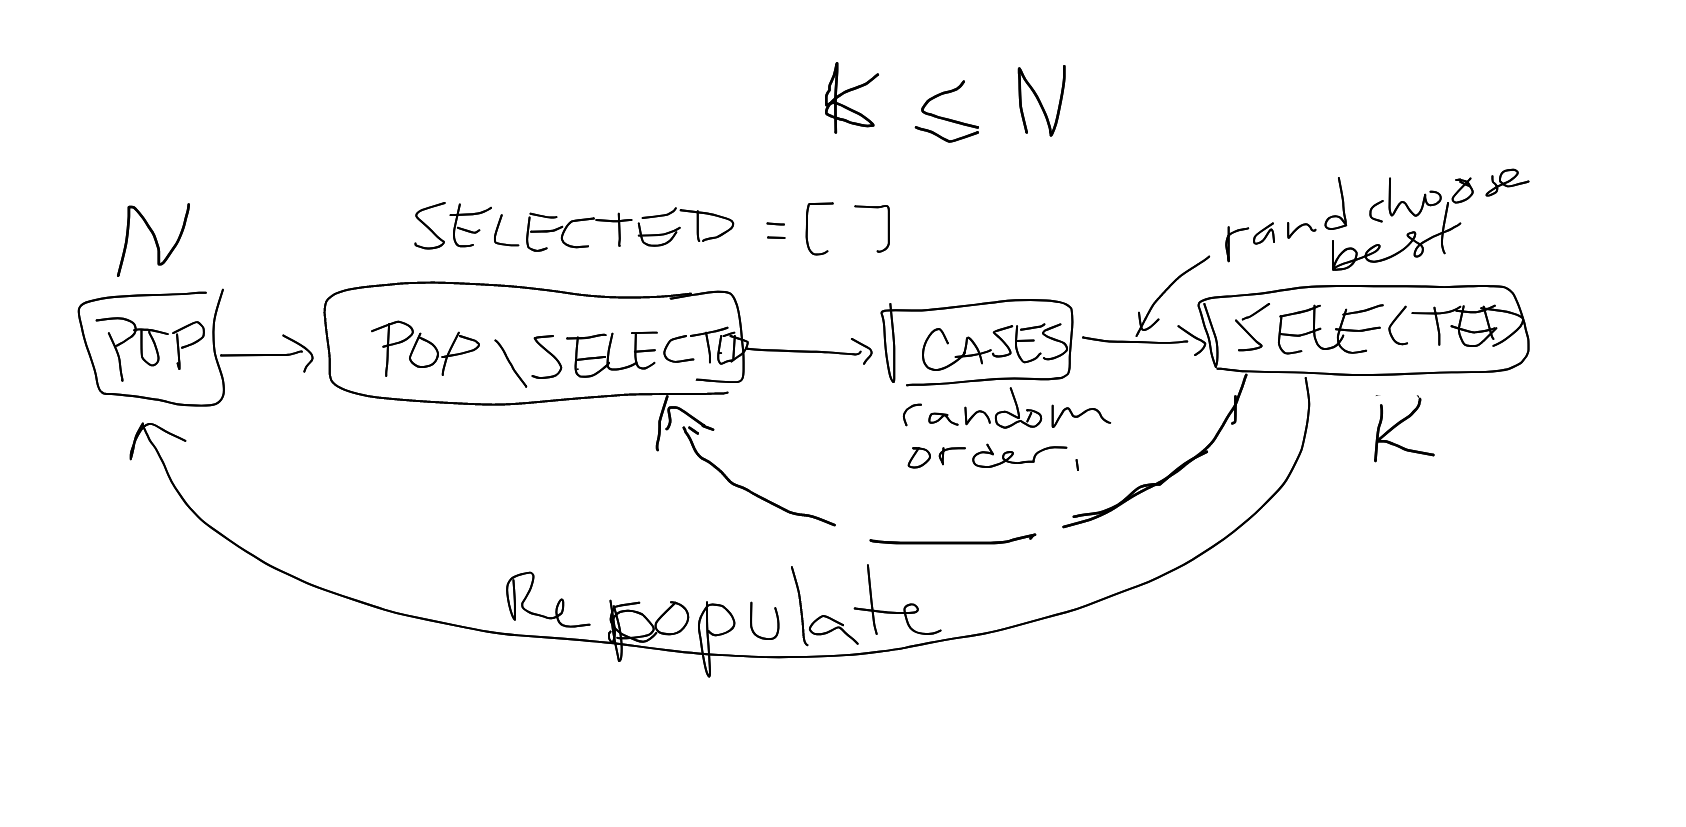 K ≤ N
N
SELECTED = [ ]
rand choose
best
POP
POP \ SELECTED
CASES
SELECTED
random
order,
K
Repopulate